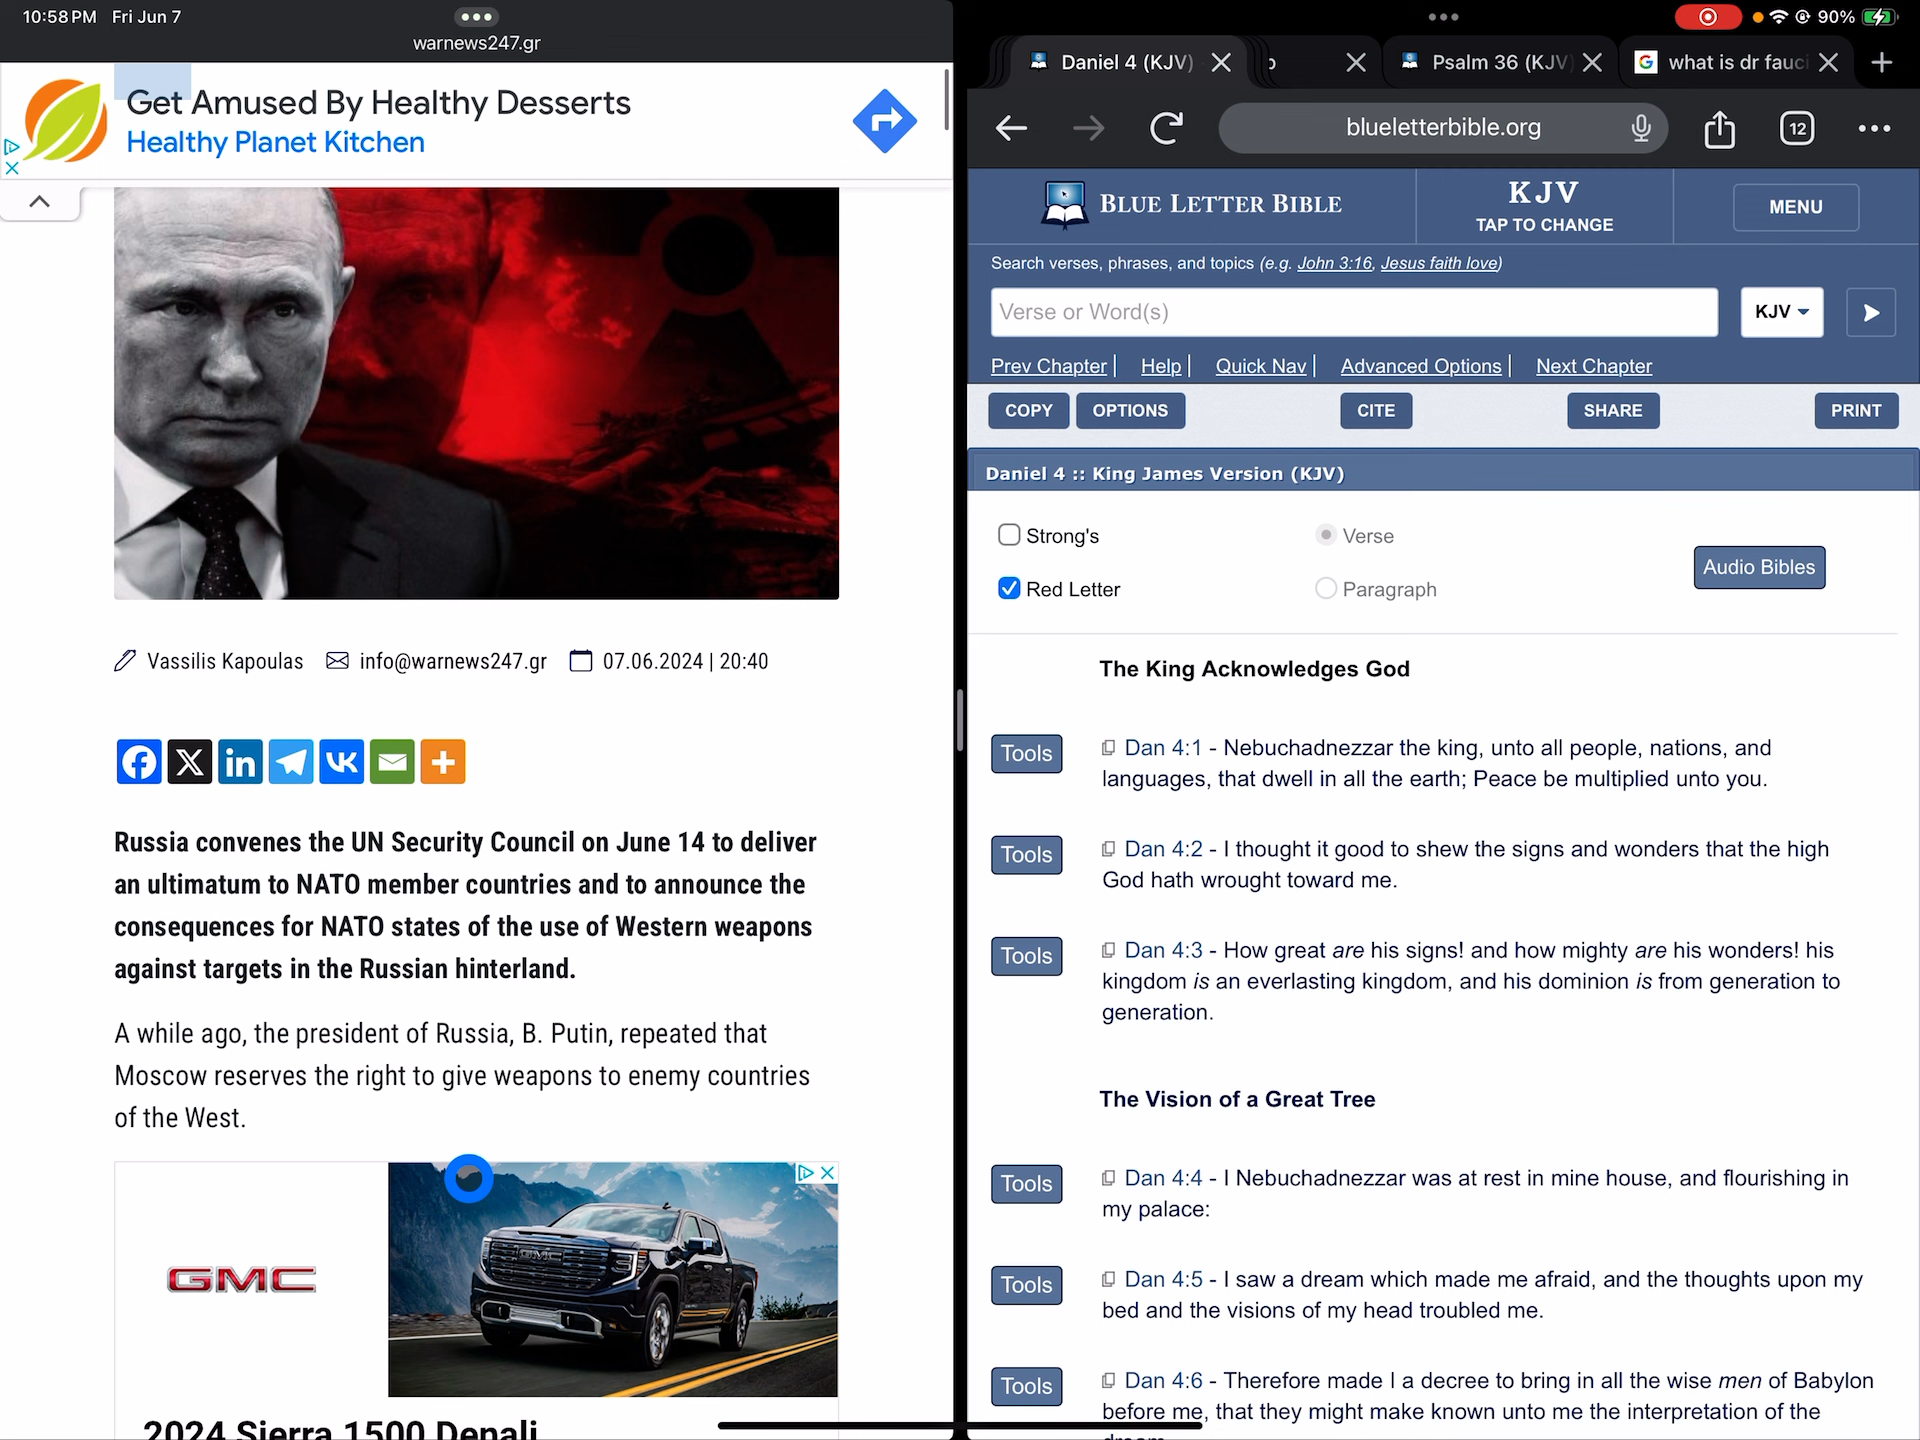 10:58 PM Fri Jun 7
warnews247.gr
Get Amused By Healthy Desserts
Healthy Planet Kitchen
Vassilis Kapoulas info@warnews247.gr 07.06.2024 | 20:40
Russia convenes the UN Security Council on June 14 to deliver
an ultimatum to NATO member countries and to announce the
consequences for NATO states of the use of Western weapons
against targets in the Russian hinterland.
A while ago, the president of Russia, B. Putin, repeated that
Moscow reserves the right to give weapons to enemy countries
of the West.
GMC
2024 Sierra 1500 Denali
90%
Daniel 4 (KJV) Psalm 36 (KJV) what is dr fauci
blueletterbible.org 12
BLUE LETTER BIBLE
KJV
TAP TO CHANGE
MENU
Search verses, phrases, and topics (e.g. John 3:16, Jesus faith love)
Verse or Word(s) KJV
Prev Chapter | Help | Quick Nav | Advanced Options | Next Chapter
COPY OPTIONS CITE SHARE PRINT
Daniel 4 :: King James Version (KJV)
Strong's Verse
Audio Bibles
Red Letter Paragraph
The King Acknowledges God
Tools Dan 4:1 - Nebuchadnezzar the king, unto all people, nations, and
languages, that dwell in all the earth; Peace be multiplied unto you.
Tools Dan 4:2 - I thought it good to shew the signs and wonders that the high
God hath wrought toward me.
Tools Dan 4:3 - How great are his signs! and how mighty are his wonders! his
kingdom is an everlasting kingdom, and his dominion is from generation to
generation.
The Vision of a Great Tree
Tools Dan 4:4 - I Nebuchadnezzar was at rest in mine house, and flourishing in
my palace:
Tools Dan 4:5 - I saw a dream which made me afraid, and the thoughts upon my
bed and the visions of my head troubled me.
Tools Dan 4:6 - Therefore made I a decree to bring in all the wise men of Babylon
before me, that they might make known unto me the interpretation of the